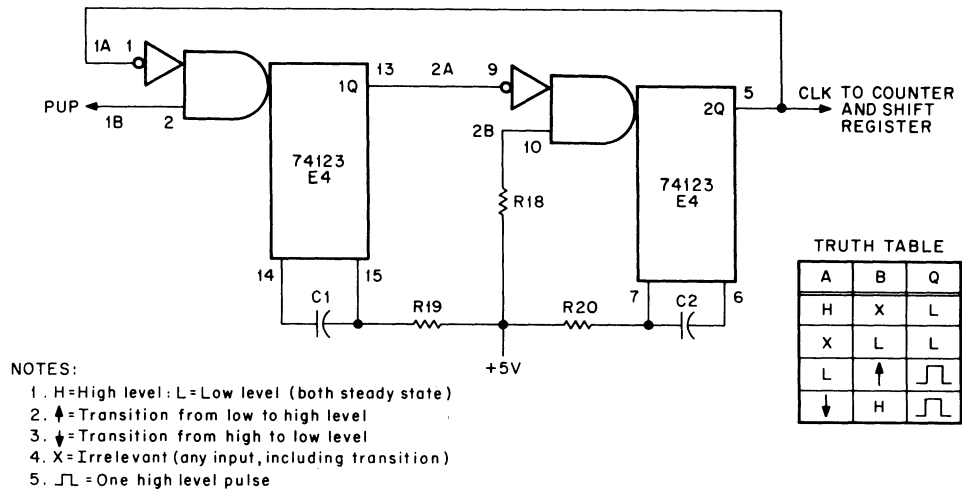 1A 1
PUP
1B 2
1Q
13 2A 9
2B
10
74123
E4
14 15
C1
R19
R18
+5V
R20
2Q
5
74123
E4
7 6
C2
CLK TO COUNTER
AND SHIFT
REGISTER
TRUTH TABLE
A B Q
H X L
X L L
L ↑ ⎍
↓ H ⎍
NOTES:
1. H=High level: L=Low level (both steady state)
2. ↑=Transition from low to high level
3. ↓=Transition from high to low level
4. X=Irrelevant (any input, including transition)
5. ⎍ =One high level pulse